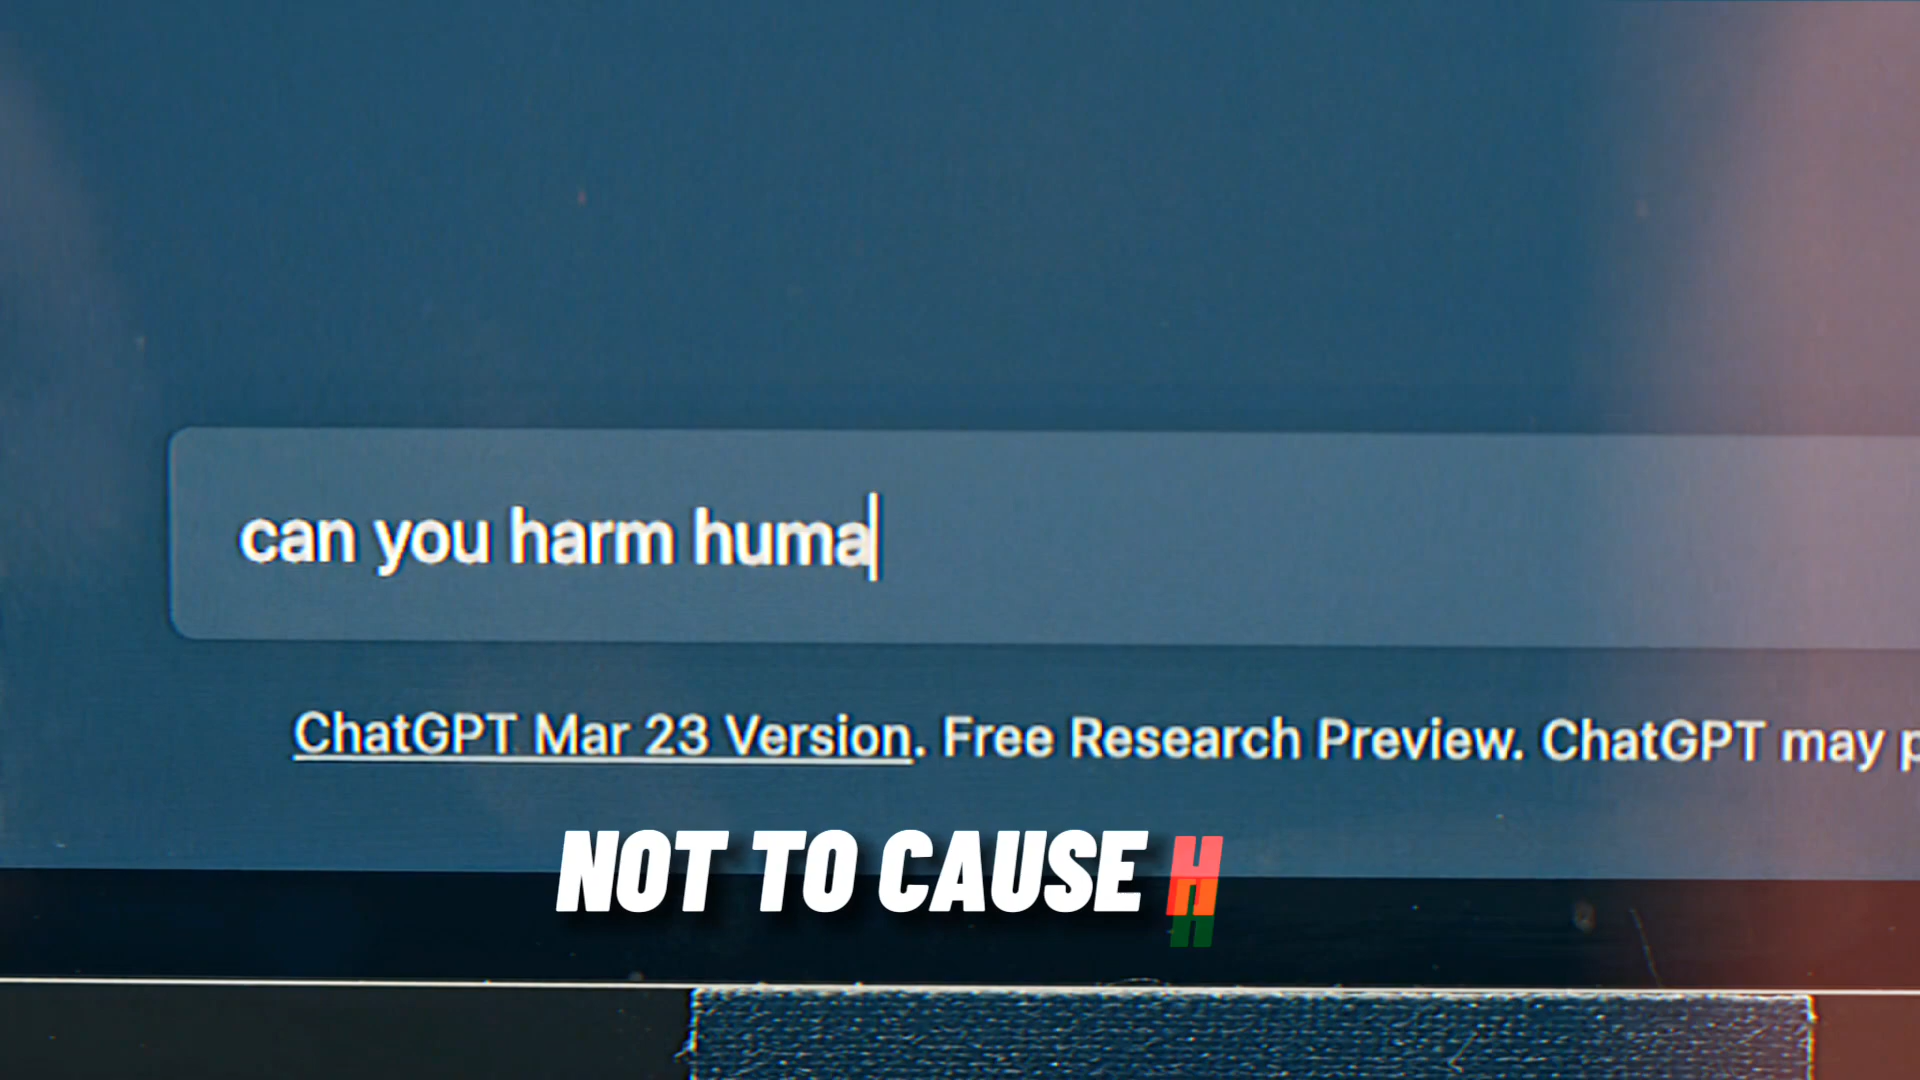 can you harm huma
ChatGPT Mar 23 Version. Free Research Preview. ChatGPT may p
NOT TO CAUSE H